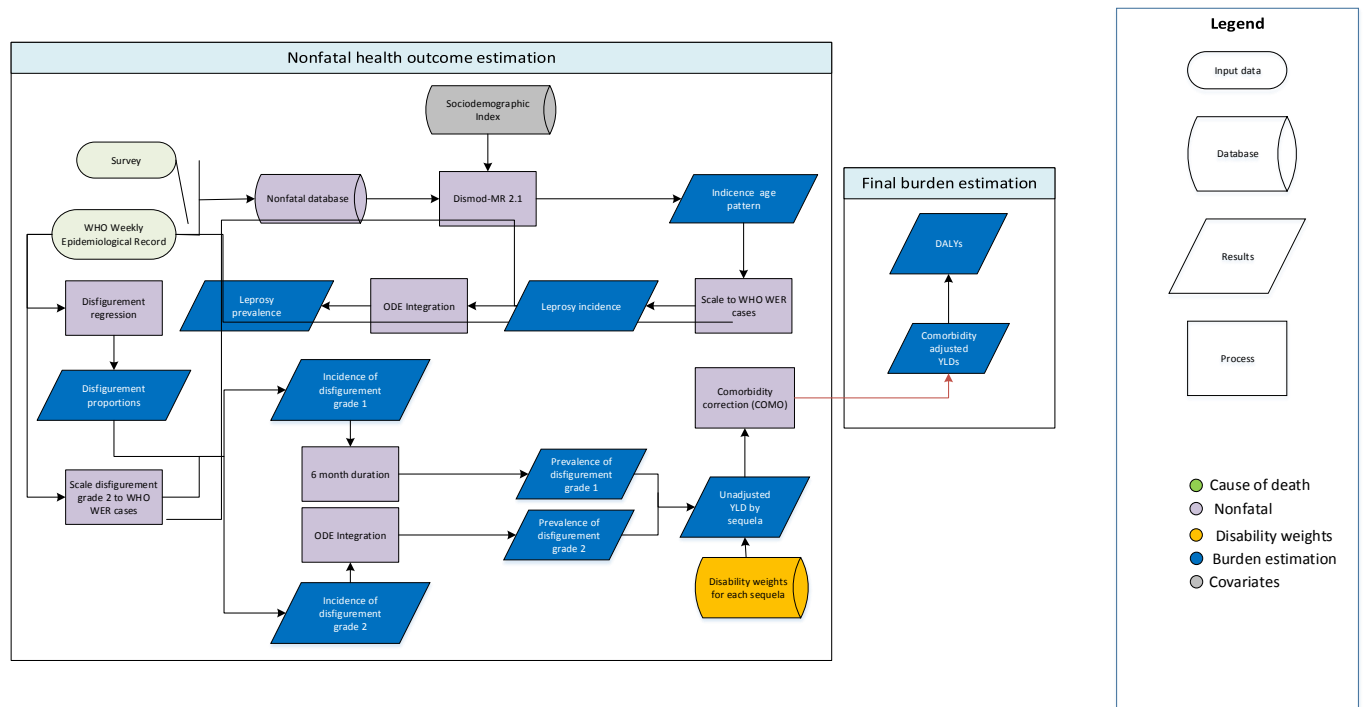 Legend
Input data
Database
Results
Process
Cause of death
Nonfatal
Disability weights
Burden estimation
Covariates
Nonfatal health outcome estimation
Sociodemographic
Index
Survey
Nonfatal database
Dismod-MR 2.1
Indicence age
pattern
WHO Weekly
Epidemiological Record
Disfigurement
regression
Leprosy
prevalence
ODE Integration
Leprosy incidence
Scale to WHO WER
cases
Disfigurement
proportions
Incidence of
disfigurement
grade 1
Comorbidity
correction (COMO)
Scale disfigurement
grade 2 to WHO
WER cases
6 month duration
Prevalence of
disfigurement
grade 1
Unadjusted
YLD by
sequela
ODE Integration
Prevalence of
disfigurement
grade 2
Incidence of
disfigurement
grade 2
Disability weights
for each sequela
Final burden estimation
DALYs
Comorbidity
adjusted
YLDs